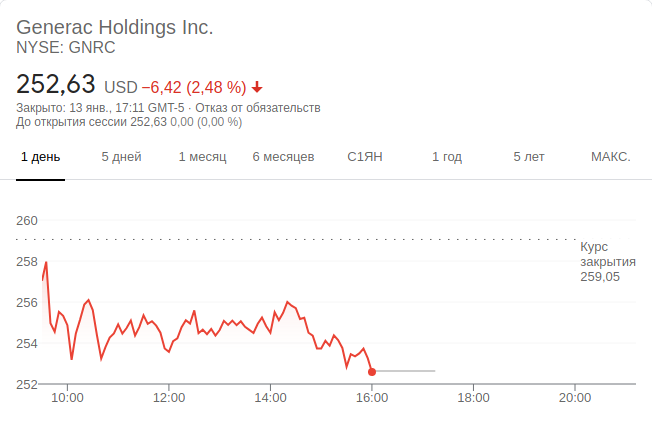 Generac Holdings Inc.
NYSE: GNRC
252,63 USD −6,42 (2,48 %)
Закрыто: 13 янв., 17:11 GMT-5 · Отказ от обязательств
До открытия сессии 252,63 0,00 (0,00 %)
1 день 5 дней 1 месяц 6 месяцев С1ЯН 1 год 5 лет МАКС.
260
Курс
закрытия
258
259,05
256
254
252
10:00 12:00 14:00 16:00 18:00 20:00